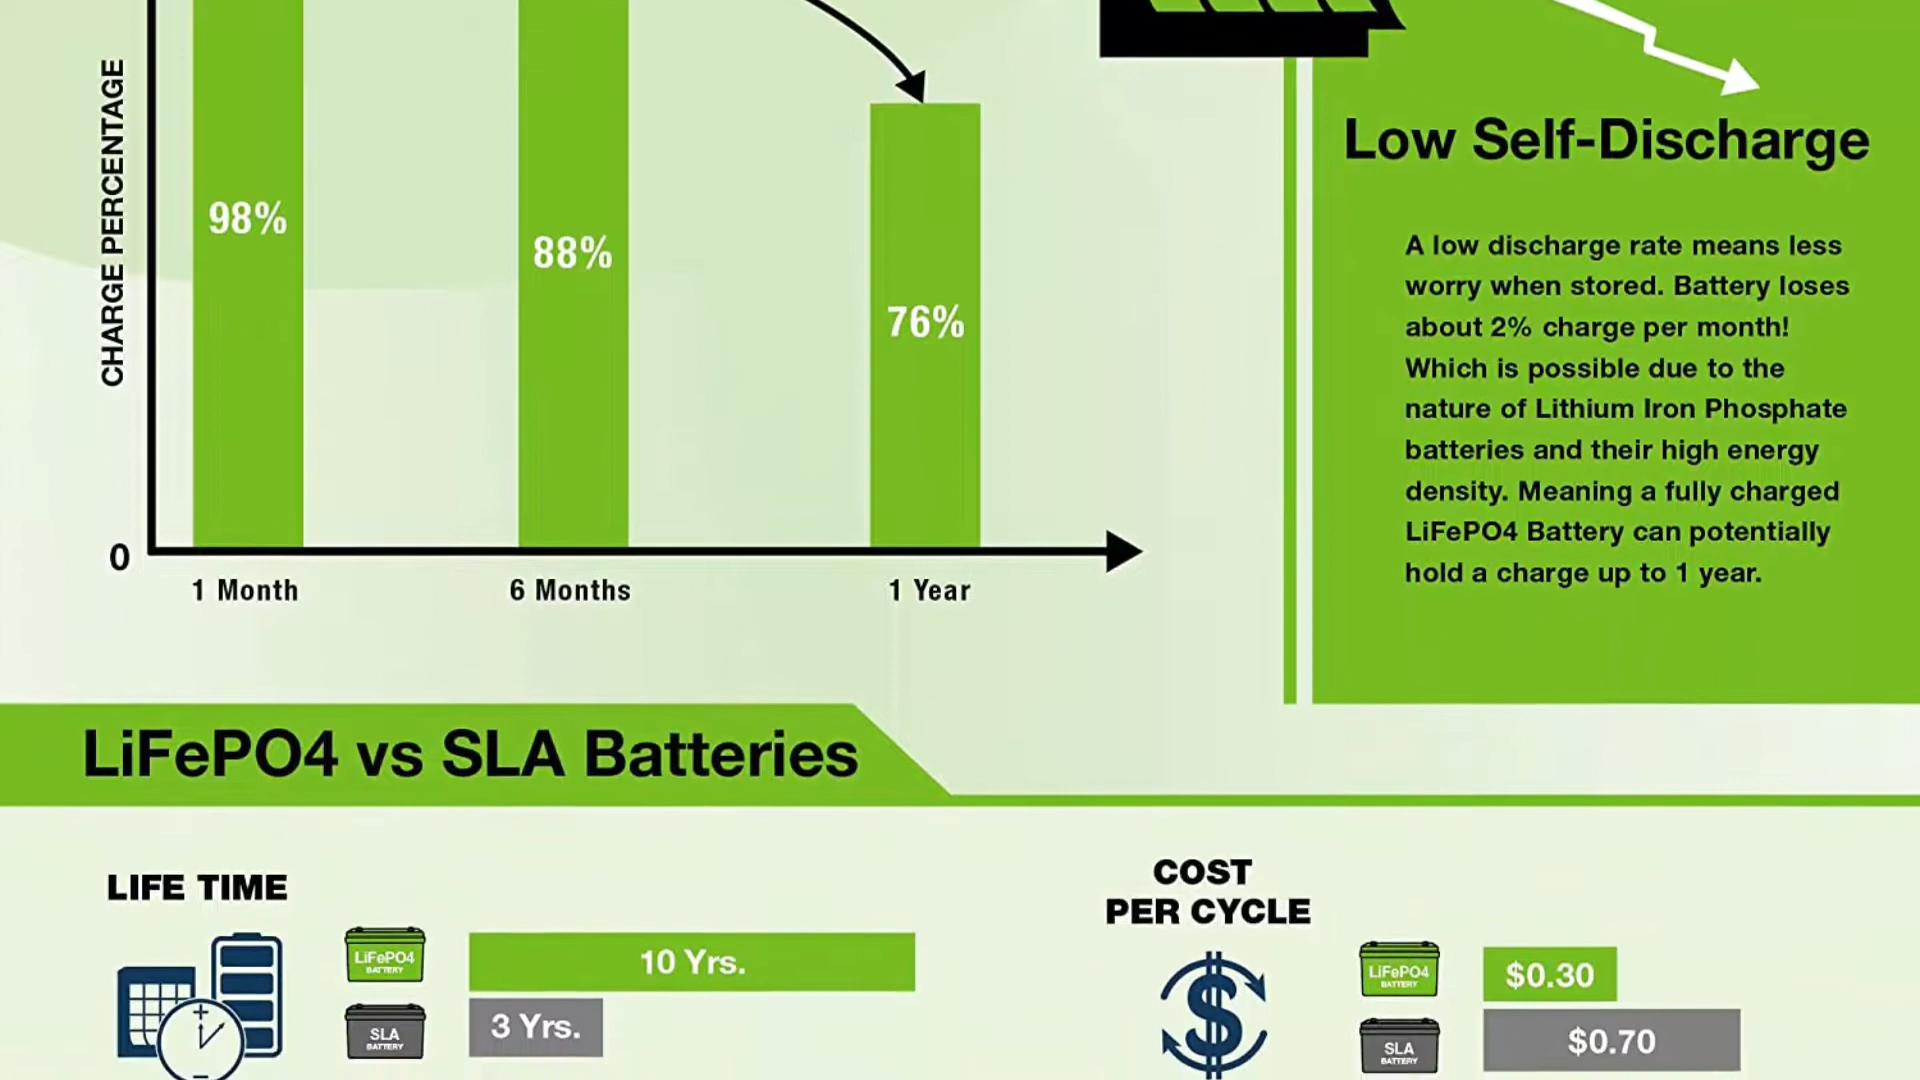 CHARGE PERCENTAGE
98%
88%
76%
0
1 Month
6 Months
1 Year
Low Self-Discharge
A low discharge rate means less
worry when stored. Battery loses
about 2% charge per month!
Which is possible due to the
nature of Lithium Iron Phosphate
batteries and their high energy
density. Meaning a fully charged
LiFePO4 Battery can potentially
hold a charge up to 1 year.
LiFePO4 vs SLA Batteries
LIFE TIME
LiFePO4
BATTERY
10 Yrs.
SLA
BATTERY
3 Yrs.
COST
PER CYCLE
$
LiFePO4
BATTERY
$0.30
SLA
BATTERY
$0.70